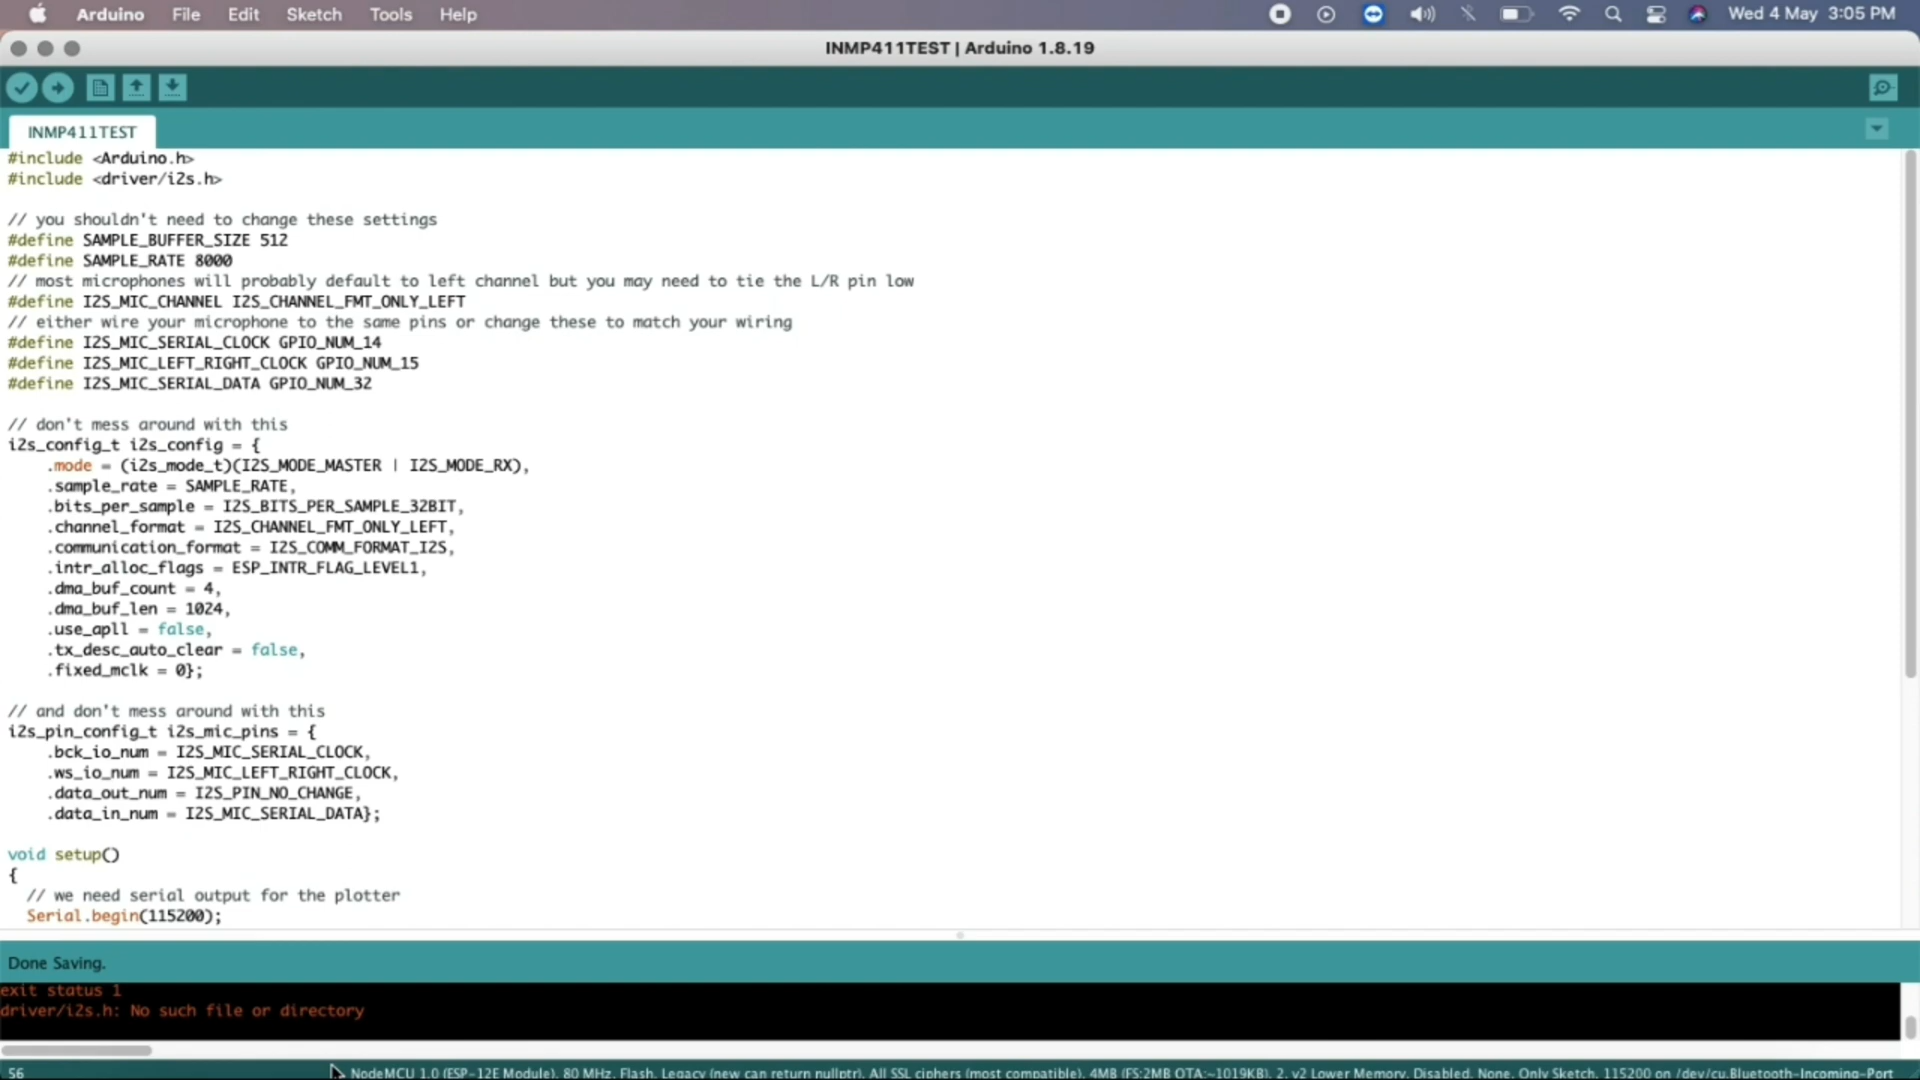 Arduino File Edit Sketch Tools Help Wed 4 May 3:05 PM
INMP411TEST | Arduino 1.8.19
INMP411TEST
#include <Arduino.h>
#include <driver/i2s.h>
// you shouldn't need to change these settings
#define SAMPLE_BUFFER_SIZE 512
#define SAMPLE_RATE 8000
// most microphones will probably default to left channel but you may need to tie the L/R pin low
#define I2S_MIC_CHANNEL I2S_CHANNEL_FMT_ONLY_LEFT
// either wire your microphone to the same pins or change these to match your wiring
#define I2S_MIC_SERIAL_CLOCK GPIO_NUM_14
#define I2S_MIC_LEFT_RIGHT_CLOCK GPIO_NUM_15
#define I2S_MIC_SERIAL_DATA GPIO_NUM_32
// don't mess around with this
i2s_config_t i2s_config = {
.mode = (i2s_mode_t)(I2S_MODE_MASTER | I2S_MODE_RX),
.sample_rate = SAMPLE_RATE,
.bits_per_sample = I2S_BITS_PER_SAMPLE_32BIT,
.channel_format = I2S_CHANNEL_FMT_ONLY_LEFT,
.communication_format = I2S_COMM_FORMAT_I2S,
.intr_alloc_flags = ESP_INTR_FLAG_LEVEL1,
.dma_buf_count = 4,
.dma_buf_len = 1024,
.use_apll = false,
.tx_desc_auto_clear = false,
.fixed_mclk = 0};
// and don't mess around with this
i2s_pin_config_t i2s_mic_pins = {
.bck_io_num = I2S_MIC_SERIAL_CLOCK,
.ws_io_num = I2S_MIC_LEFT_RIGHT_CLOCK,
.data_out_num = I2S_PIN_NO_CHANGE,
.data_in_num = I2S_MIC_SERIAL_DATA};
void setup()
{
// we need serial output for the plotter
Serial.begin(115200);
Done Saving.
exit status 1
driver/i2s.h: No such file or directory
56 NodeMCU 1.0 (ESP-12E Module), 80 MHz, Flash, Legacy (new can return nullptr), All SSL ciphers (most compatible), 4MB (FS:2MB OTA:~1019KB), 2, v2 Lower Memory, Disabled, None, Only Sketch, 115200 on /dev/cu.Bluetooth-Incoming-Port